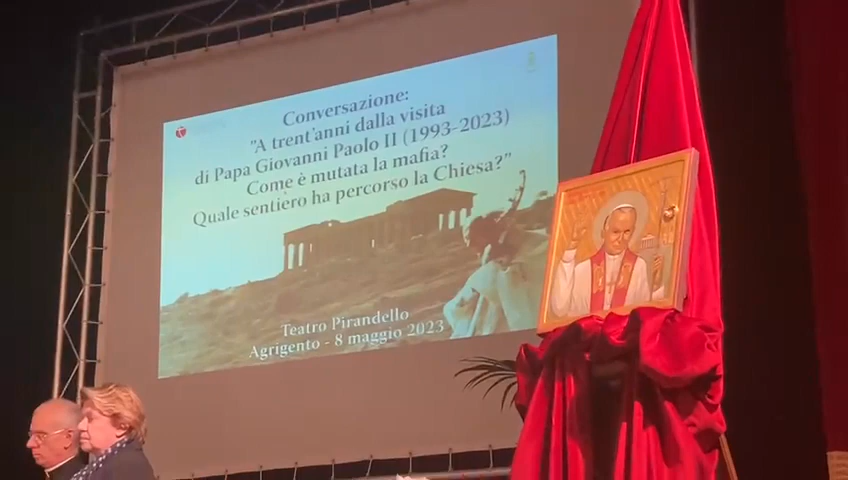 Conversazione:
"A trent'anni dalla visita
di Papa Giovanni Paolo II (1993-2023)
Come è mutata la mafia?
Quale sentiero ha percorso la Chiesa?"
Teatro Pirandello
Agrigento - 8 maggio 2023